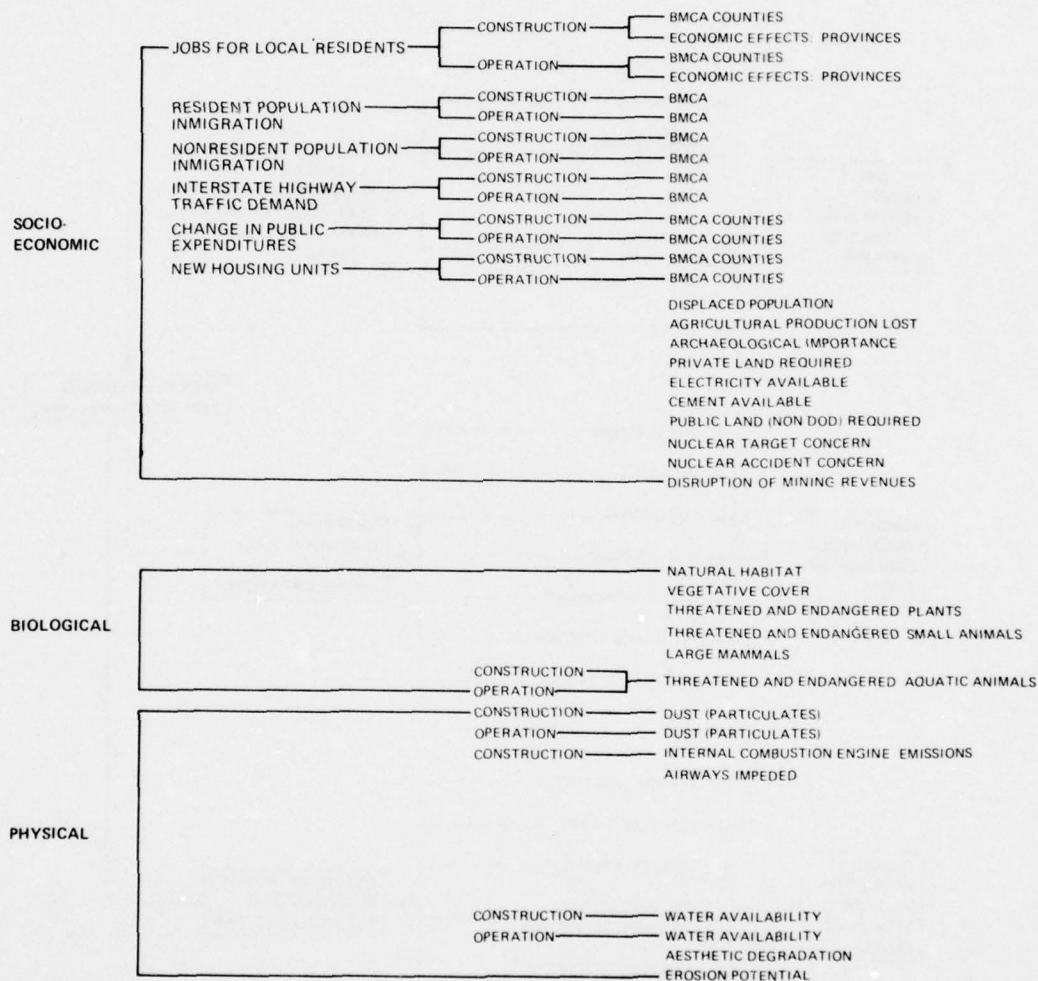 SOCIO-
ECONOMIC
JOBS FOR LOCAL RESIDENTS
CONSTRUCTION
BMCA COUNTIES
ECONOMIC EFFECTS: PROVINCES
OPERATION
BMCA COUNTIES
ECONOMIC EFFECTS: PROVINCES
RESIDENT POPULATION
INMIGRATION
CONSTRUCTION BMCA
OPERATION BMCA
NONRESIDENT POPULATION
INMIGRATION
CONSTRUCTION BMCA
OPERATION BMCA
INTERSTATE HIGHWAY
TRAFFIC DEMAND
CONSTRUCTION BMCA
OPERATION BMCA
CHANGE IN PUBLIC
EXPENDITURES
CONSTRUCTION BMCA COUNTIES
OPERATION BMCA COUNTIES
NEW HOUSING UNITS
CONSTRUCTION BMCA COUNTIES
OPERATION BMCA COUNTIES
DISPLACED POPULATION
AGRICULTURAL PRODUCTION LOST
ARCHAEOLOGICAL IMPORTANCE
PRIVATE LAND REQUIRED
ELECTRICITY AVAILABLE
CEMENT AVAILABLE
PUBLIC LAND (NON DOD) REQUIRED
NUCLEAR TARGET CONCERN
NUCLEAR ACCIDENT CONCERN
DISRUPTION OF MINING REVENUES
BIOLOGICAL
NATURAL HABITAT
VEGETATIVE COVER
THREATENED AND ENDANGERED PLANTS
THREATENED AND ENDANGERED SMALL ANIMALS
LARGE MAMMALS
CONSTRUCTION
OPERATION
THREATENED AND ENDANGERED AQUATIC ANIMALS
PHYSICAL
CONSTRUCTION DUST (PARTICULATES)
OPERATION DUST (PARTICULATES)
CONSTRUCTION INTERNAL COMBUSTION ENGINE EMISSIONS
AIRWAYS IMPEDED
CONSTRUCTION WATER AVAILABILITY
OPERATION WATER AVAILABILITY
AESTHETIC DEGRADATION
EROSION POTENTIAL